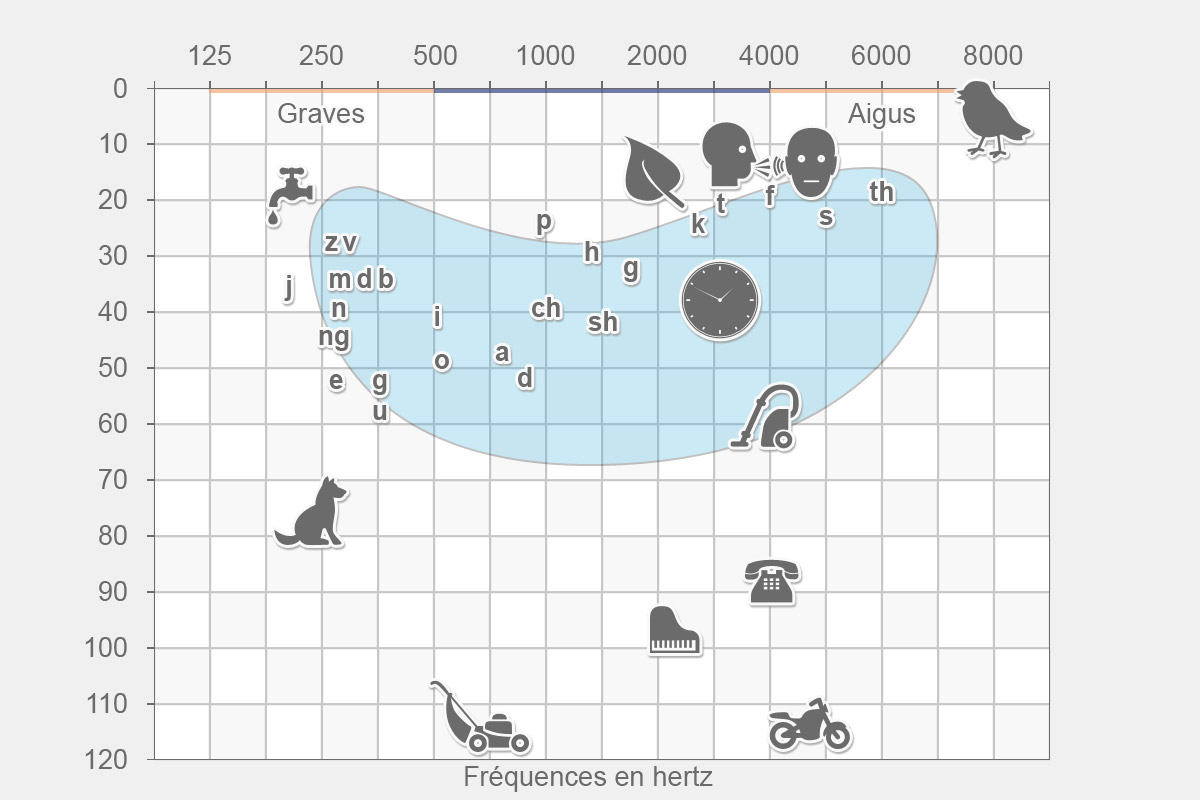 125 250 500 1000 2000 4000 6000 8000
0
Graves Aigus
10
20
th
f
t
s
p
k
z v
h
30
g
j
m d b
40
n
ch
i
sh
ng
a
50
o
e
g
d
u
60
70
80
90
100
110
120
Fréquences en hertz